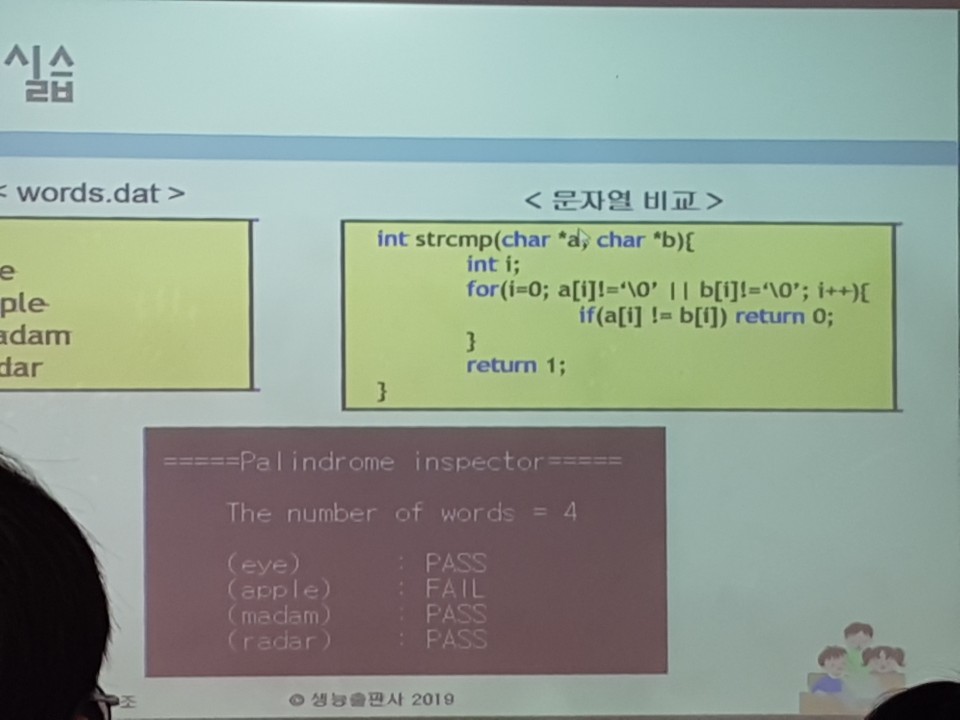 실습
< words.dat >
e
ple
adam
dar
< 문자열 비교 >
int strcmp(char *a, char *b){
int i;
for(i=0; a[i]!=‘\0’ || b[i]!=‘\0’; i++){
if(a[i] != b[i]) return 0;
}
return 1;
}
=====Palindrome inspector=====
The number of words = 4
(eye) : PASS
(apple) : FAIL
(madam) : PASS
(radar) : PASS
조 © 생능출판사 2019